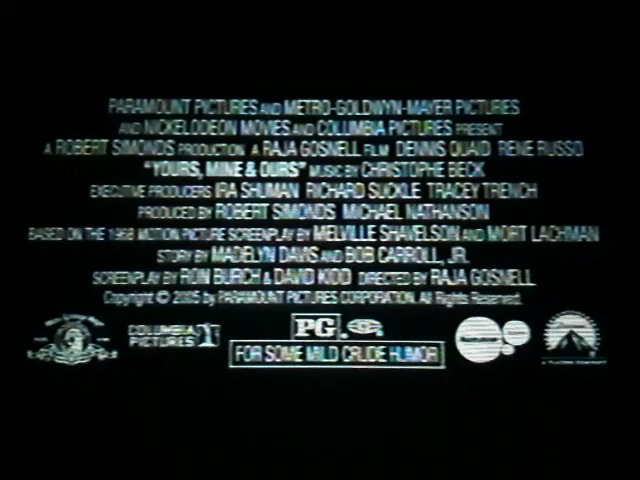 PARAMOUNT PICTURES AND METRO-GOLDWYN-MAYER PICTURES
AND NICKELODEON MOVIES AND COLUMBIA PICTURES PRESENT
A ROBERT SIMONDS PRODUCTION A RAJA GOSNELL FILM DENNIS QUAID RENE RUSSO
"YOURS, MINE & OURS" MUSIC BY CHRISTOPHE BECK
EXECUTIVE PRODUCERS IRA SHUMAN RICHARD SUCKLE TRACEY TRENCH
PRODUCED BY ROBERT SIMONDS MICHAEL NATHANSON
BASED ON THE 1968 MOTION PICTURE SCREENPLAY BY MELVILLE SHAVELSON AND MORT LACHMAN
STORY BY MADELYN DAVIS AND BOB CARROLL, JR.
SCREENPLAY BY RON BURCH & DAVID KIDD DIRECTED BY RAJA GOSNELL
Copyright © 2005 by PARAMOUNT PICTURES CORPORATION. All Rights Reserved.
COLUMBIA
PICTURES
PG
FOR SOME MILD CRUDE HUMOR